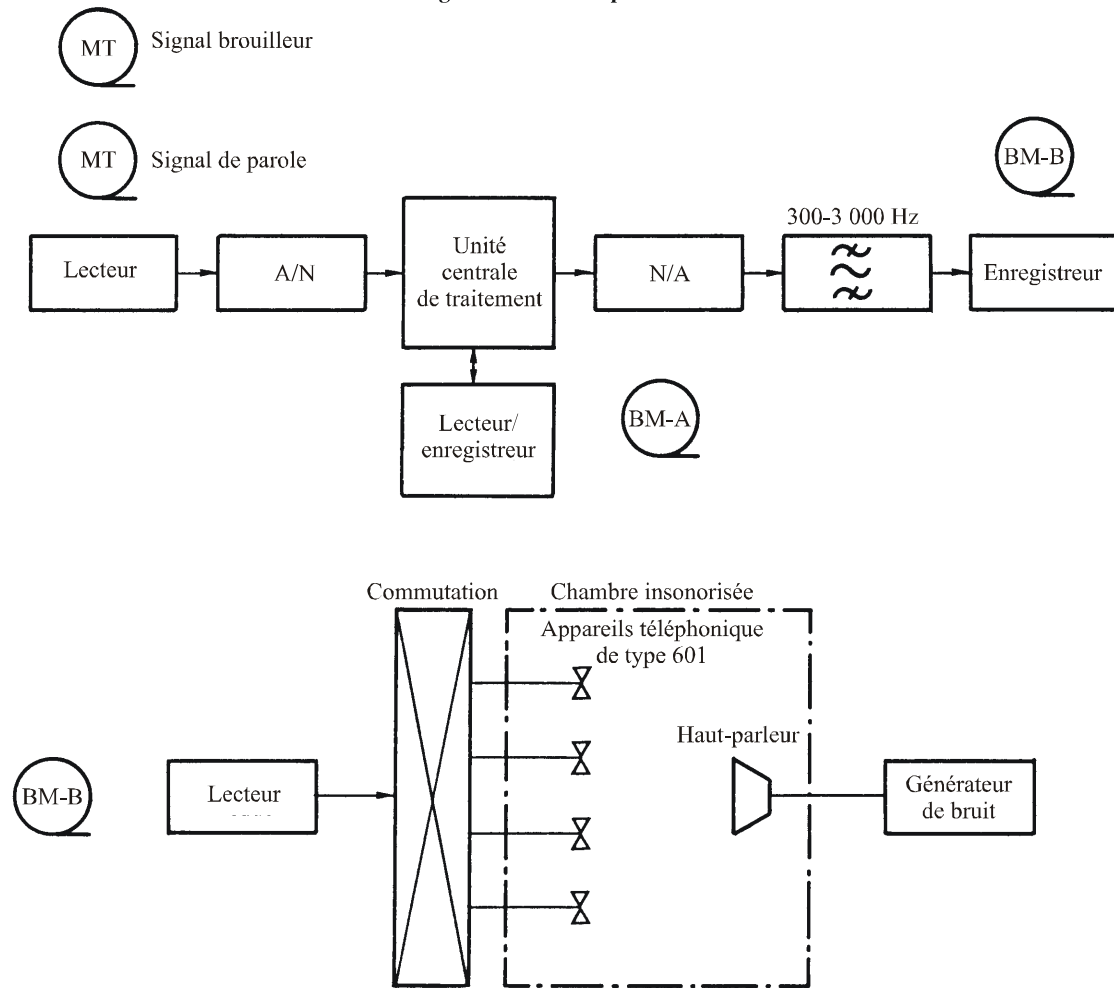 MT
Signal brouilleur
MT
Signal de parole
BM-B
300-3 000 Hz
Lecteur
A/N
Unité
centrale
de traitement
N/A
Enregistreur
Lecteur/
enregistreur
BM-A
Commutation
Chambre insonorisée
Appareils téléphonique
de type 601
Haut-parleur
BM-B
Lecteur
Générateur
de bruit